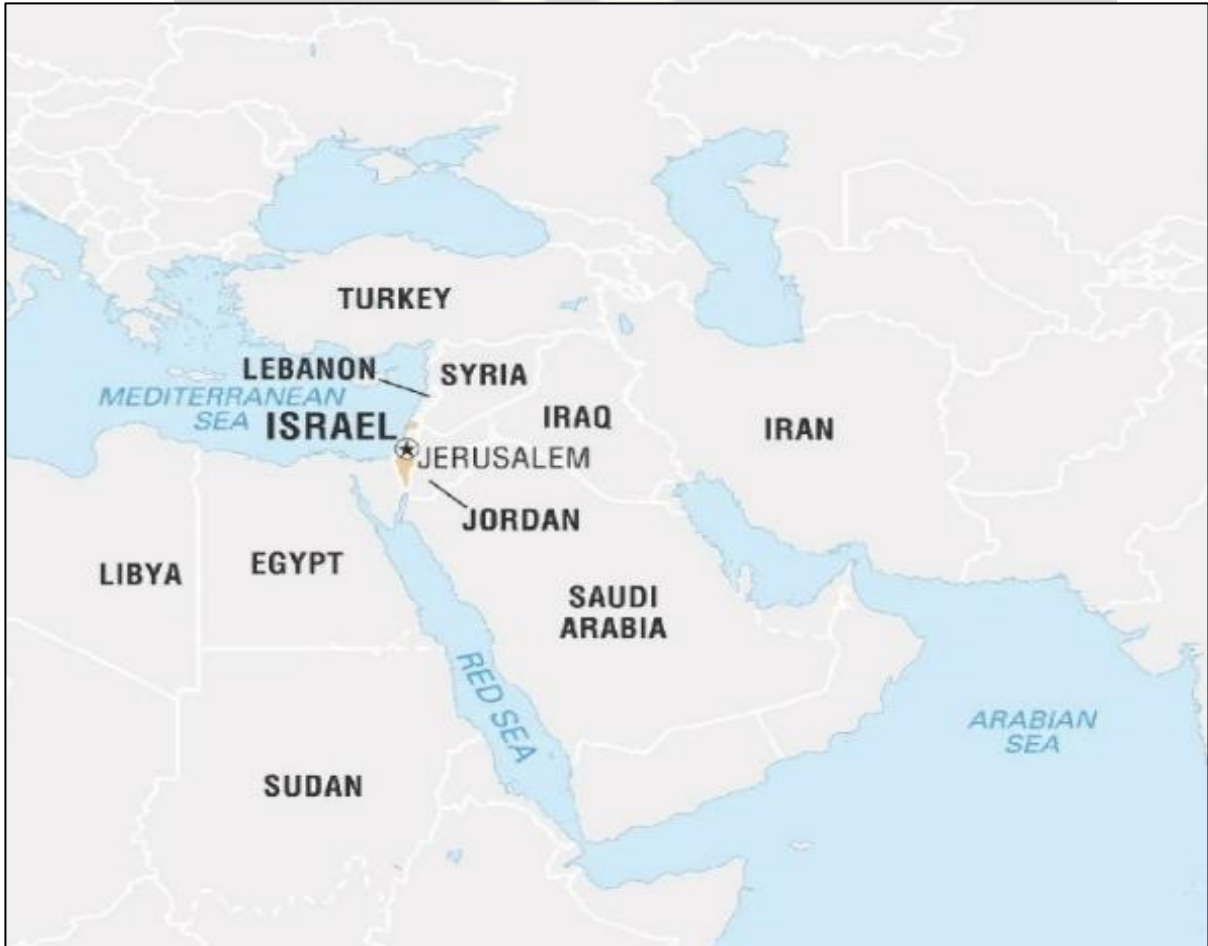 TURKEY
LEBANON
SYRIA
MEDITERRANEAN
SEA
ISRAEL
IRAQ
IRAN
JERUSALEM
JORDAN
LIBYA
EGYPT
SAUDI
ARABIA
RED SEA
ARABIAN
SEA
SUDAN